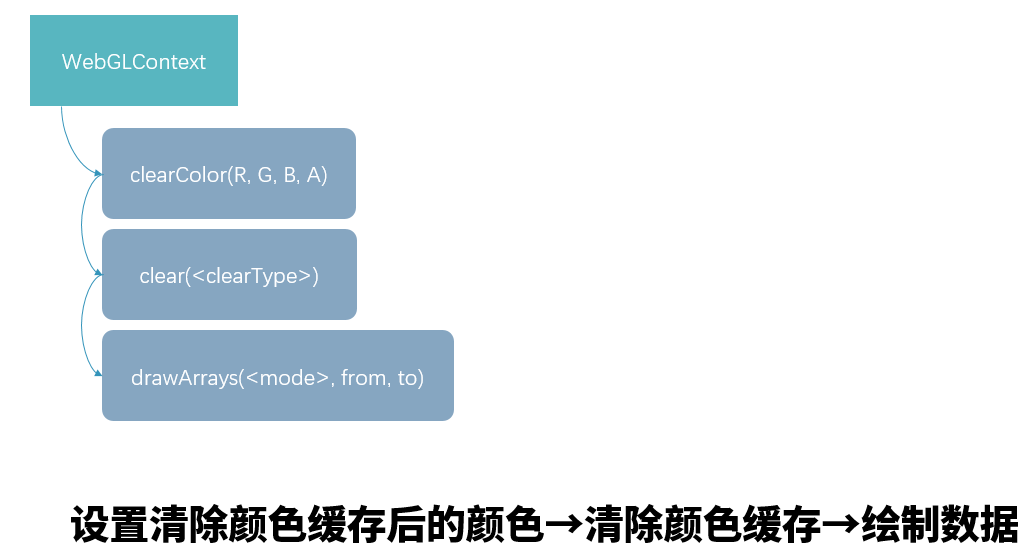 WebGLContext
clearColor(R, G, B, A)
clear(<clearType>)
drawArrays(<mode>, from, to)
设置清除颜色缓存后的颜色→清除颜色缓存→绘制数据